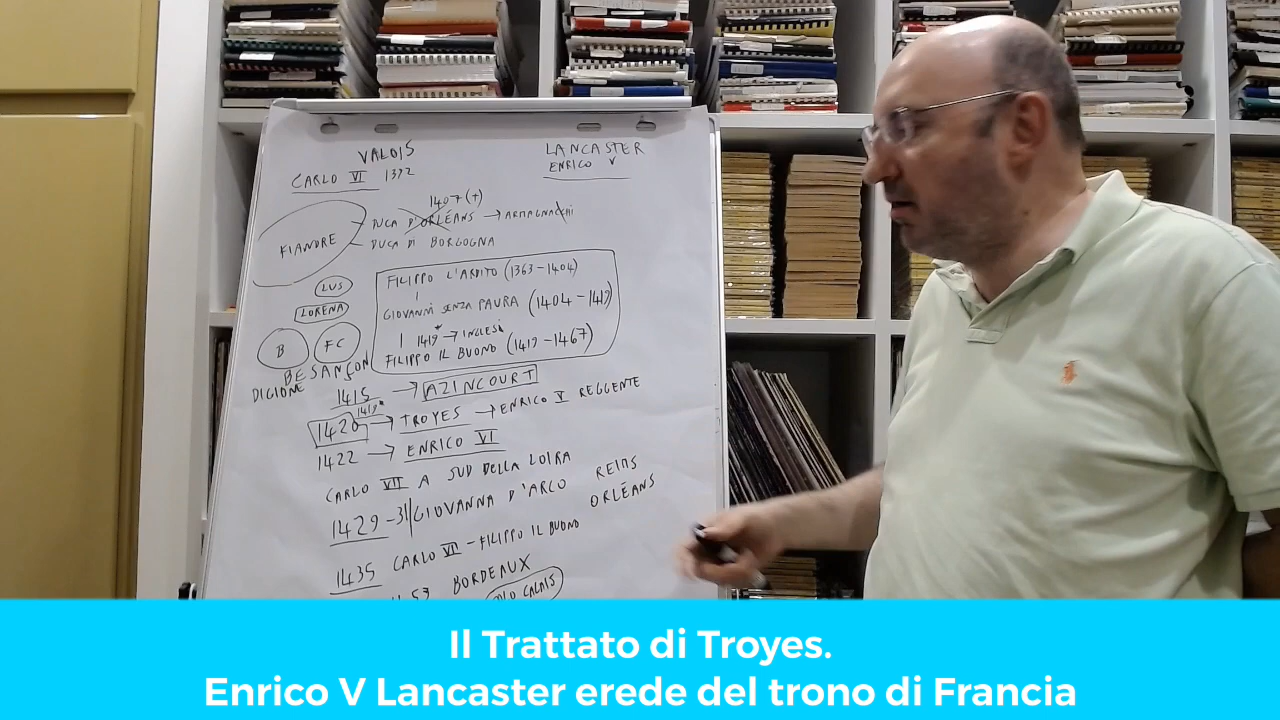 VALOIS
LANCASTER
CARLO VI 1392
ENRICO V
1407 (+)
DUCA D'ORLÉANS → ARMAGNACCHI
FIANDRE
DUCA DI BORGOGNA
LUS
LORENA
B FC
BESANÇON
DIGIONE
FILIPPO L'ARDITO (1363-1404)
GIOVANNI SENZA PAURA (1404-1419)
1419 → INGLESI
FILIPPO IL BUONO (1419-1467)
1415 → AZINCOURT
1419
1420 → TROYES → ENRICO V REGGENTE
1422 → ENRICO VI
CARLO VII A SUD DELLA LOIRA
1429-31 GIOVANNA D'ARCO
REIMS
ORLÉANS
1435 CARLO VII - FILIPPO IL BUONO
53 BORDEAUX
CALAIS
Il Trattato di Troyes.
Enrico V Lancaster erede del trono di Francia